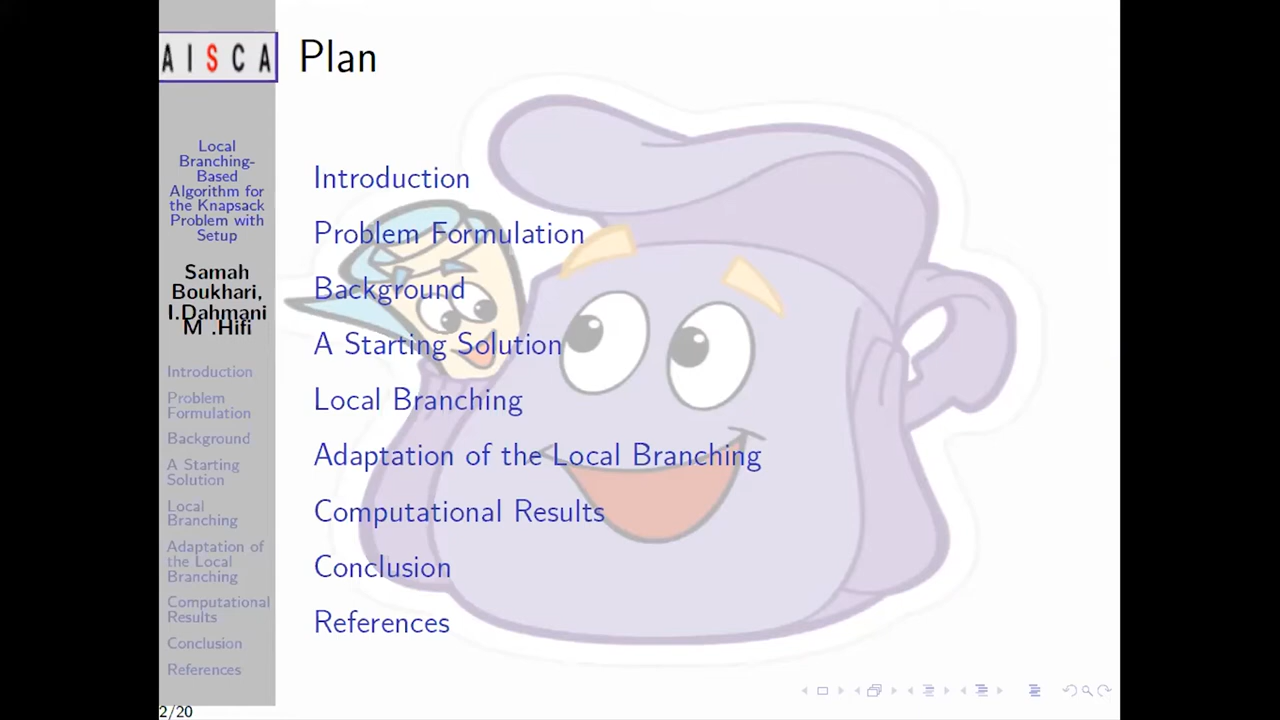 AISCA
Plan
Local
Branching-
Based
Algorithm for
the Knapsack
Problem with
Setup
Samah
Boukhari,
I.Dahmani
M .Hifi
Introduction
Problem
Formulation
Background
A Starting
Solution
Local
Branching
Adaptation of
the Local
Branching
Computational
Results
Conclusion
References
Introduction
Problem Formulation
Background
A Starting Solution
Local Branching
Adaptation of the Local Branching
Computational Results
Conclusion
References
2/20